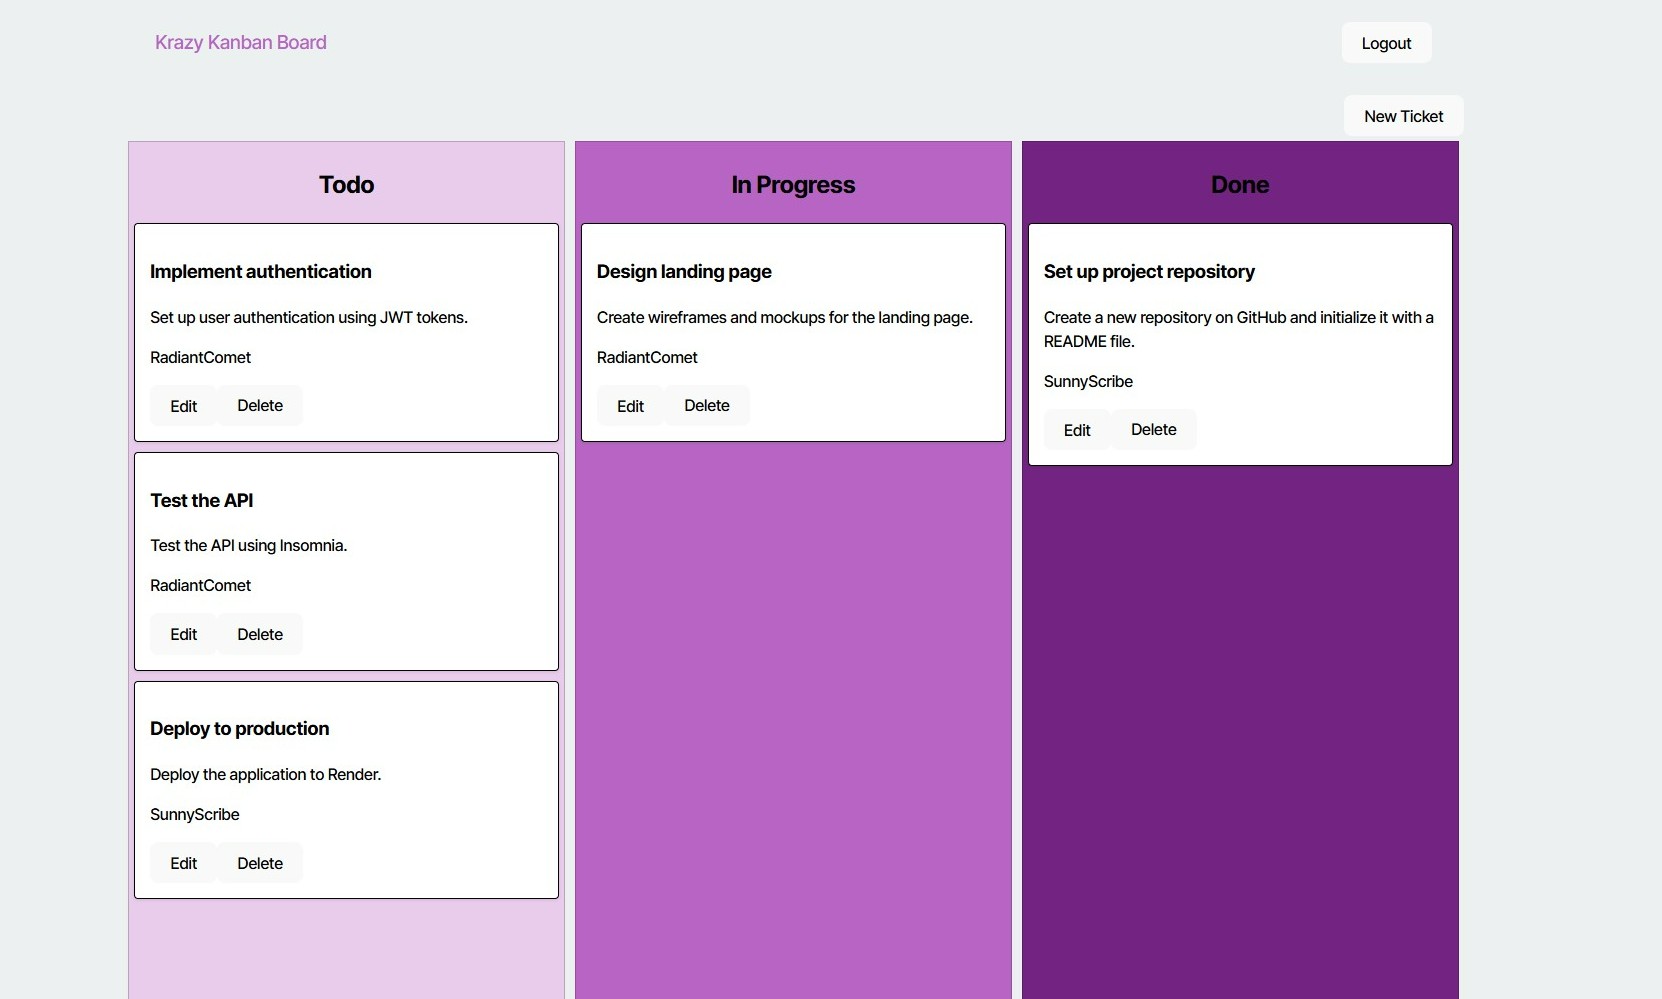 Krazy Kanban Board
Logout
New Ticket
Todo
Implement authentication
Set up user authentication using JWT tokens.
RadiantComet
Edit
Delete
Test the API
Test the API using Insomnia.
RadiantComet
Edit
Delete
Deploy to production
Deploy the application to Render.
SunnyScribe
Edit
Delete
In Progress
Design landing page
Create wireframes and mockups for the landing page.
RadiantComet
Edit
Delete
Done
Set up project repository
Create a new repository on GitHub and initialize it with a
README file.
SunnyScribe
Edit
Delete